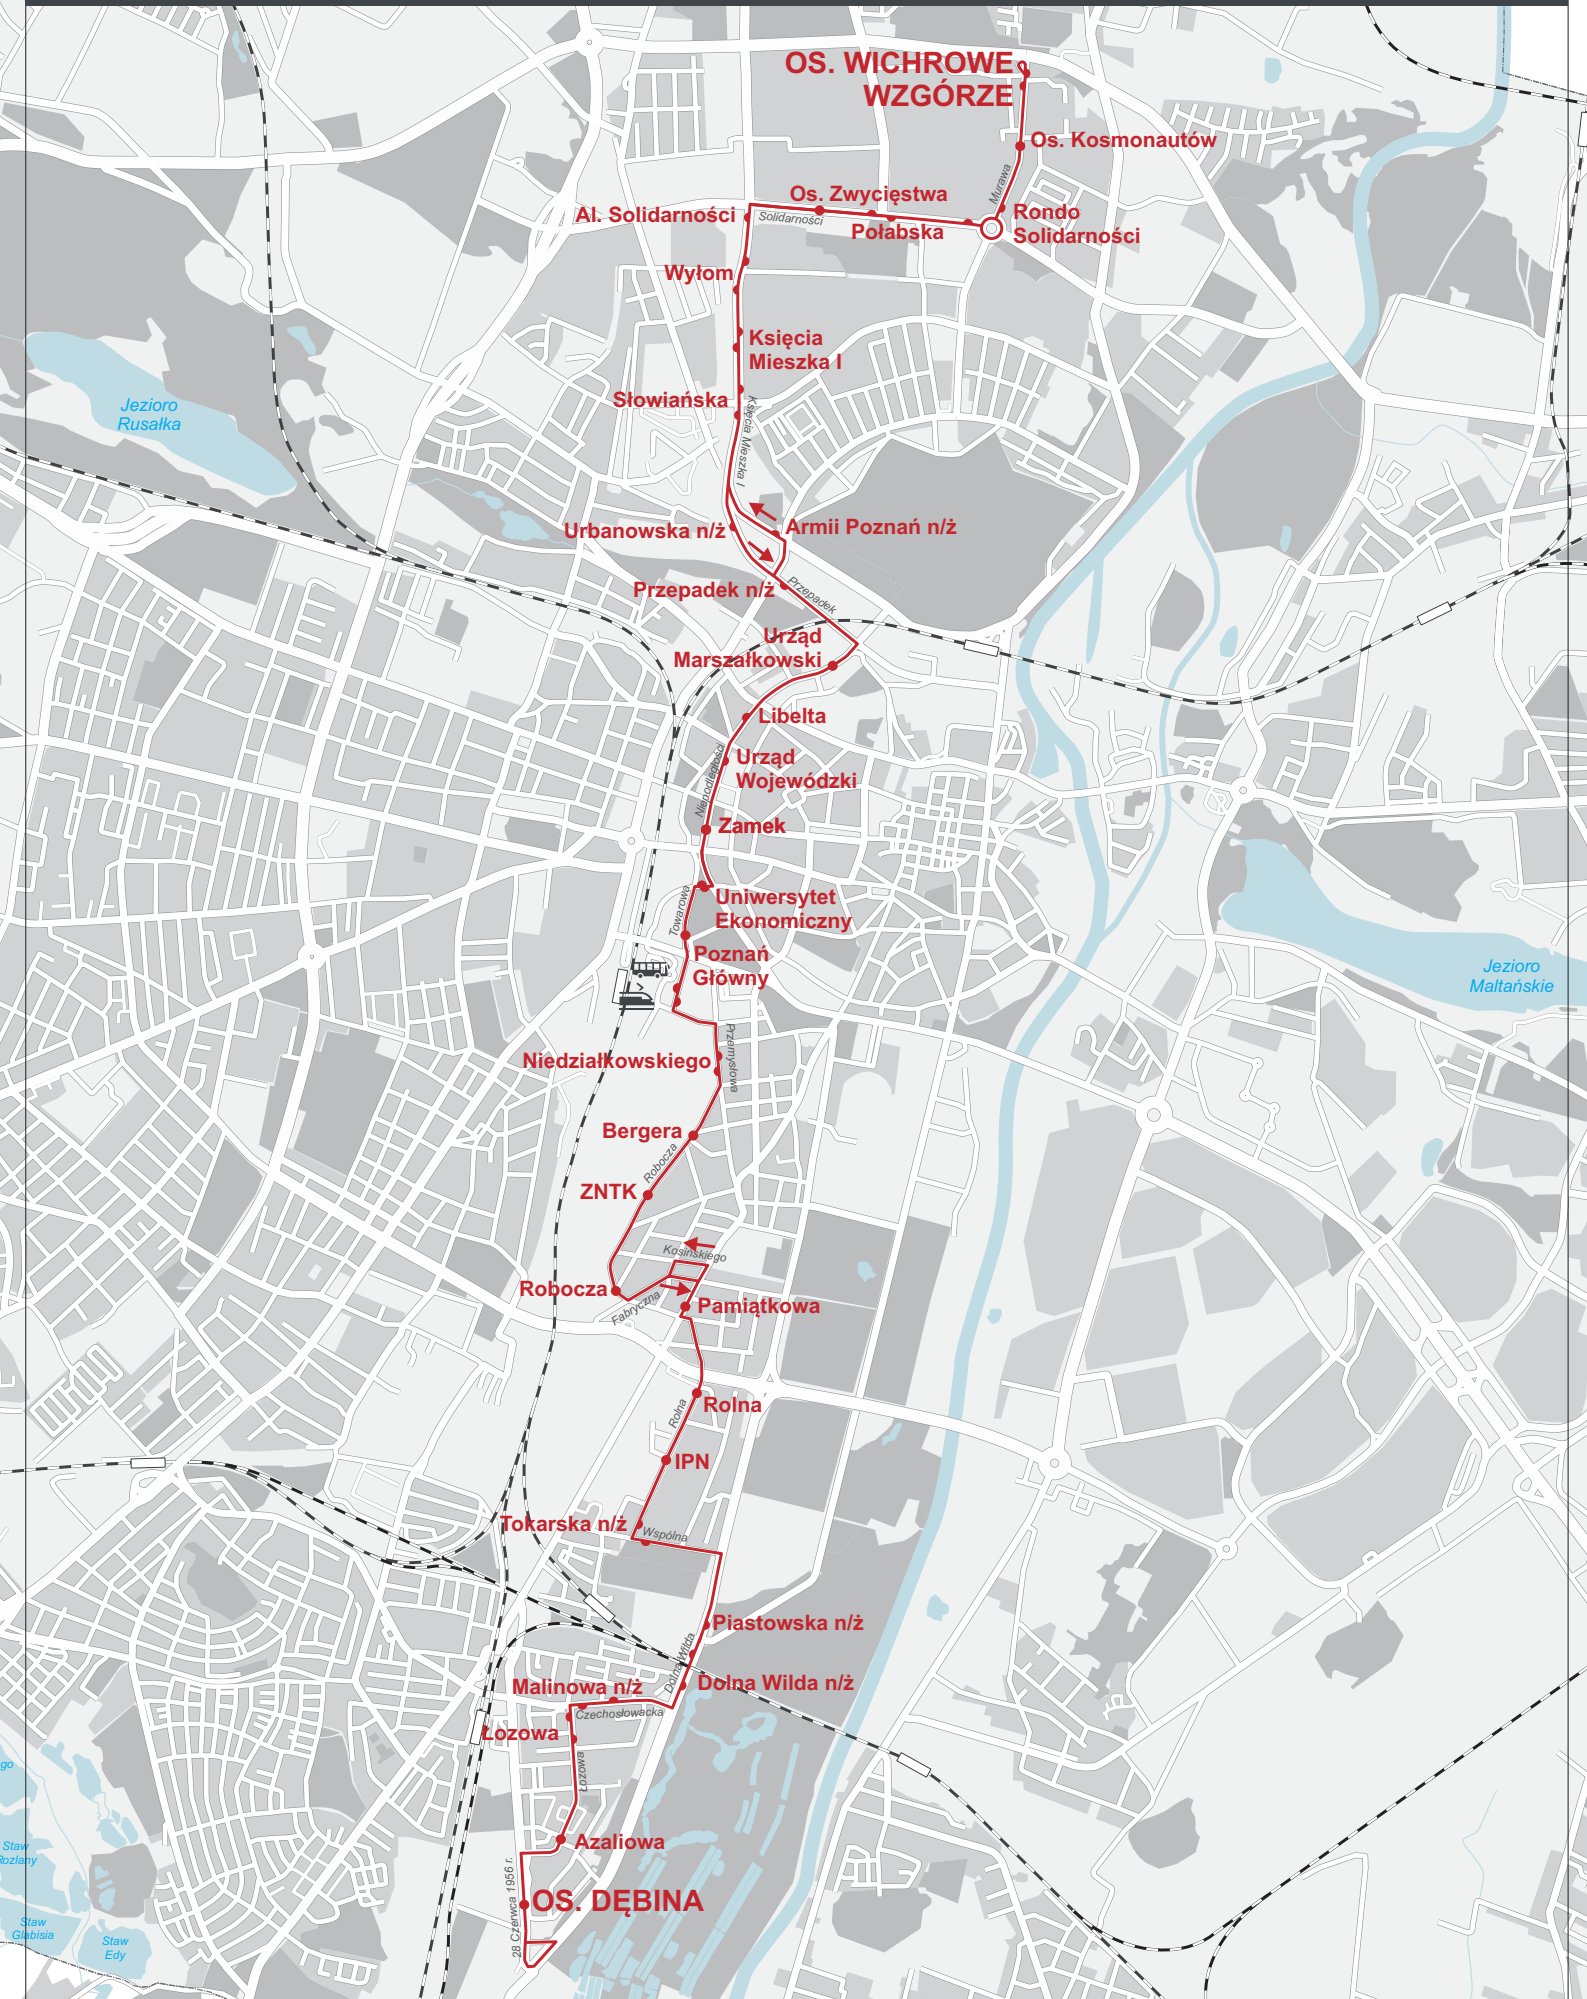 OS. WICHROWE
WZGÓRZE
Os. Kosmonautów
Murawa
Os. Zwycięstwa
Al. Solidarności
Solidarności
Połabska
Rondo
Solidarności
Wyłom
Księcia
Mieszka I
Słowiańska
Księcia Mieszka I
Jezioro
Rusałka
Urbanowska n/ż
Armii Poznań n/ż
Przepadek n/ż
Przepadek
Urząd
Marszałkowski
Libelta
Niepodległości
Urząd
Wojewódzki
Zamek
Uniwersytet
Ekonomiczny
Towarowa
Poznań
Główny
Jezioro
Maltańskie
Niedziałkowskiego
Przemysłowa
Bergera
Robocza
ZNTK
Kosińskiego
Robocza
Fabryczna
Pamiątkowa
Rolna
Rolna
IPN
Tokarska n/ż
Wspólna
Piastowska n/ż
Dolna Wilda
Dolna Wilda n/ż
Malinowa n/ż
Czechosłowacka
Łozowa
Łozowa
go
Azaliowa
Staw
Rozlany
28 Czerwca 1956 r.
OS. DĘBINA
Staw
Glabisia
Staw
Edy